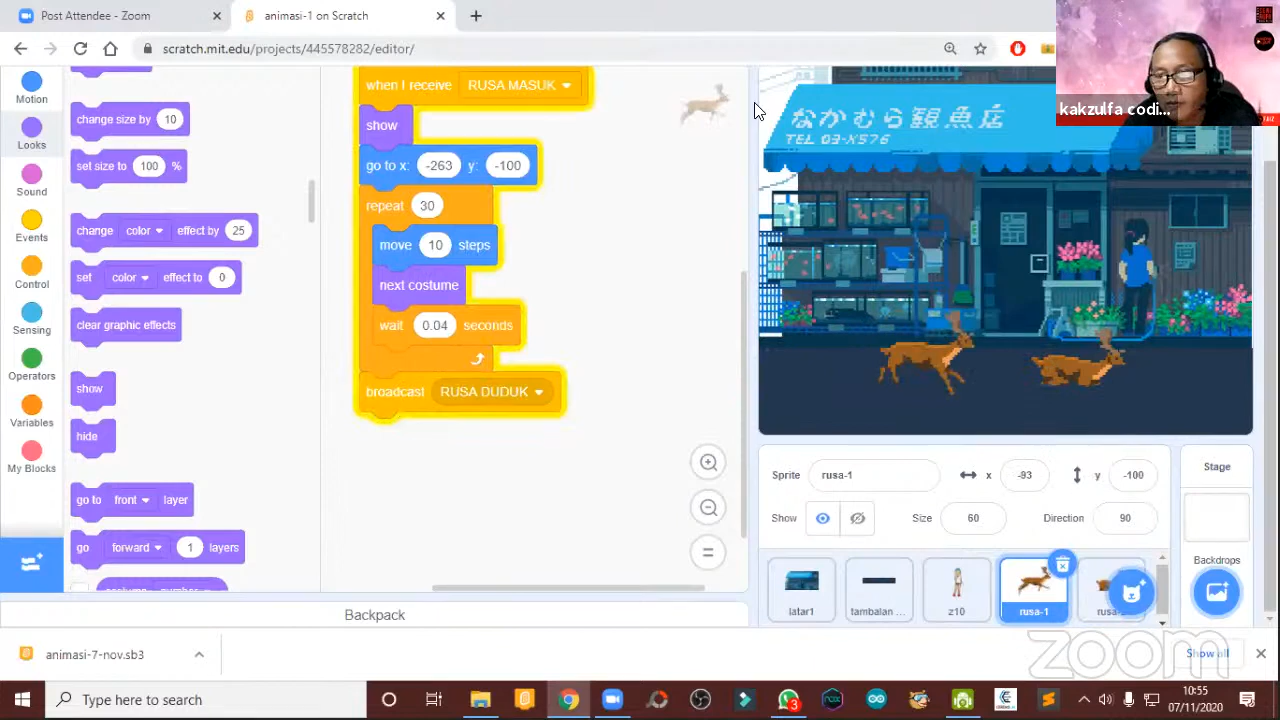 Post Attendee - Zoom
animasi-1 on Scratch
scratch.mit.edu/projects/445578282/editor/
kakzulfa codi...
Motion
Looks
Sound
Events
Control
Sensing
Operators
Variables
My Blocks
change size by 10
set size to 100 %
change color effect by 25
set color effect to 0
clear graphic effects
show
hide
go to front layer
go forward 1 layers
when I receive RUSA MASUK
show
go to x: -263 y: -100
repeat 30
move 10 steps
next costume
wait 0.04 seconds
broadcast RUSA DUDUK
なかむら観魚店
TEL 03-X576
Sprite rusa-1 x -93 y -100
Show Size 60 Direction 90
Stage
Backdrops
latar1
tambalan ...
z10
rusa-1
Backpack
zoom
animasi-7-nov.sb3
Show all
Type here to search
3
10:55
07/11/2020